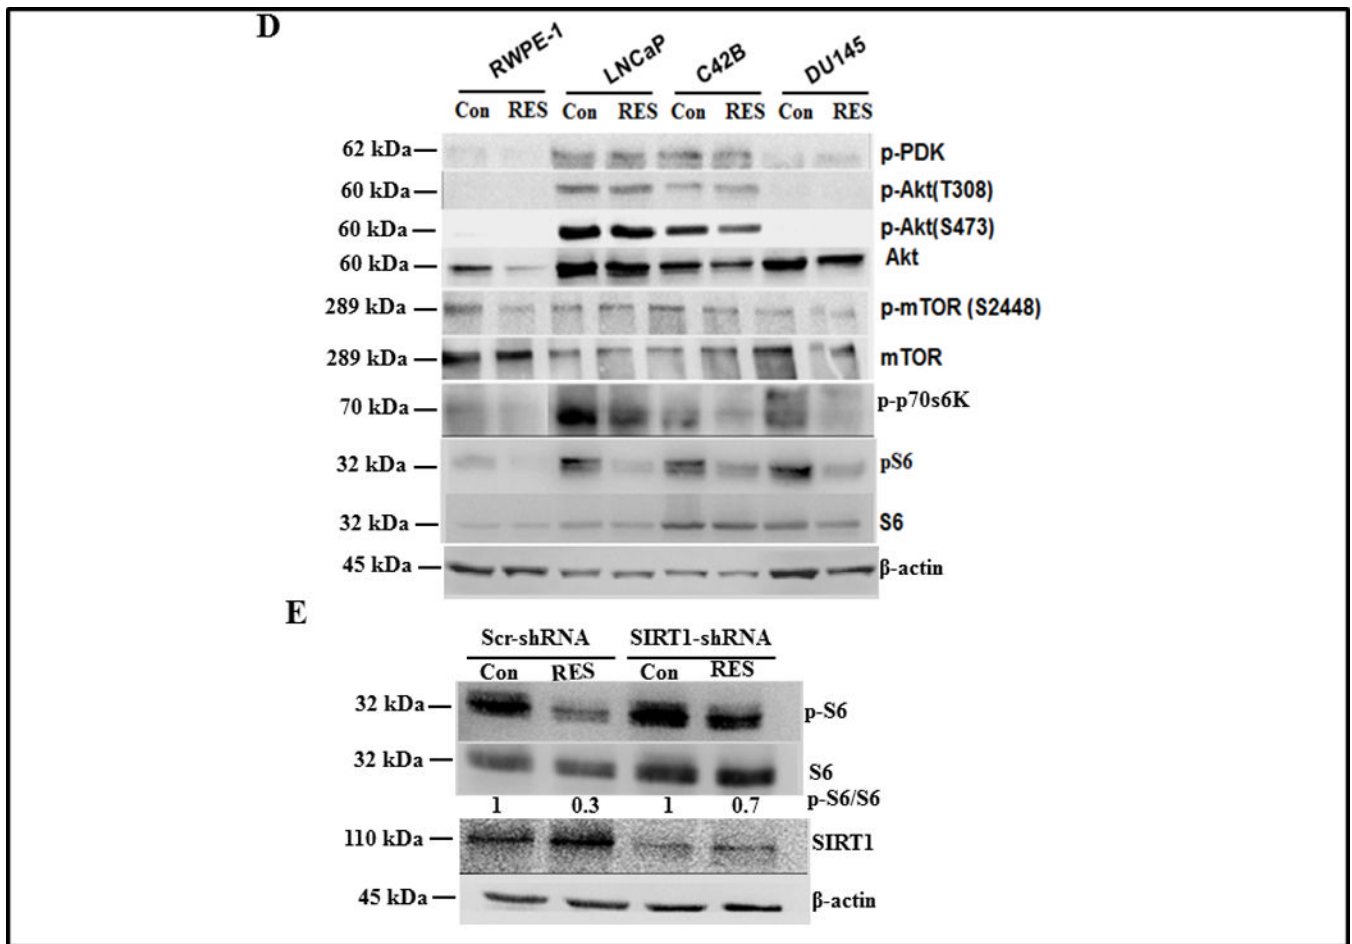 D
RWPE-1 LNCaP C42B DU145
Con RES Con RES Con RES Con RES
62 kDa p-PDK
60 kDa p-Akt(T308)
60 kDa p-Akt(S473)
60 kDa Akt
289 kDa p-mTOR (S2448)
289 kDa mTOR
70 kDa p-p70s6K
32 kDa pS6
32 kDa S6
45 kDa β-actin
E
Scr-shRNA SIRT1-shRNA
Con RES Con RES
32 kDa p-S6
32 kDa S6
1 0.3 1 0.7 p-S6/S6
110 kDa SIRT1
45 kDa β-actin